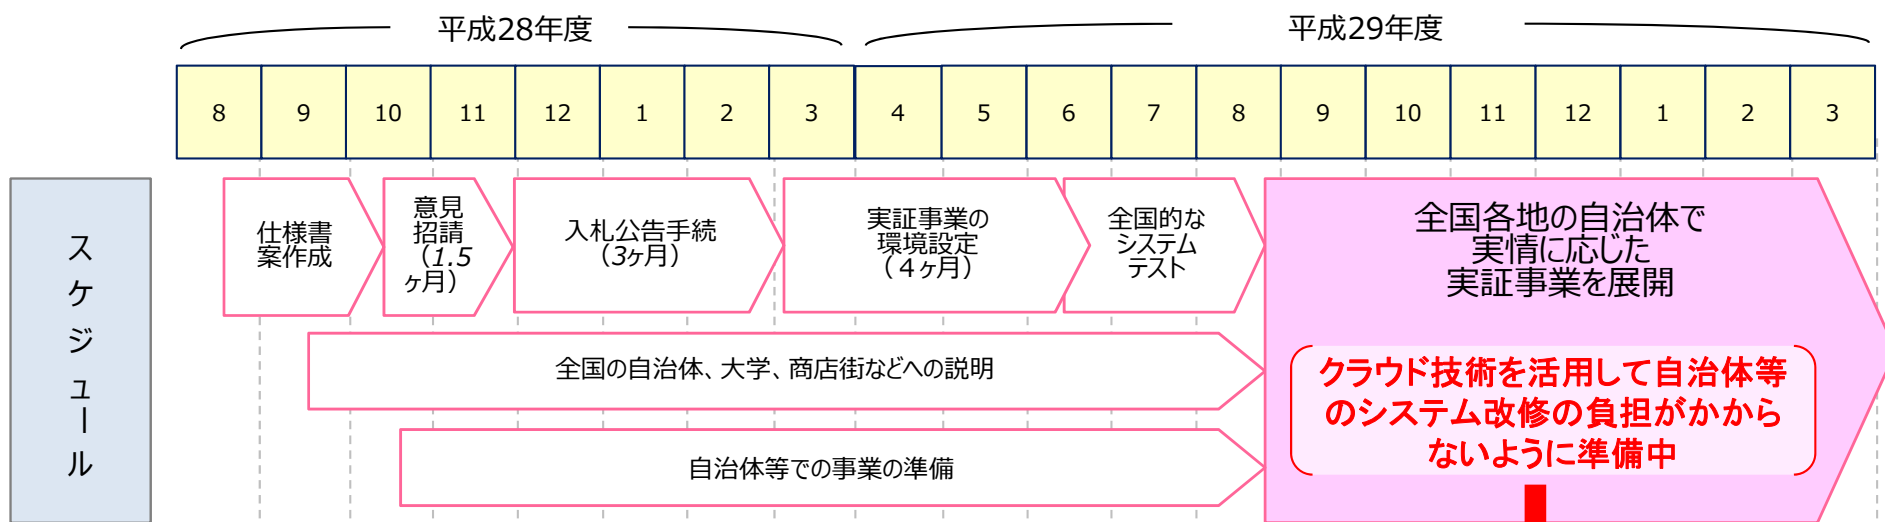 平成28年度
平成29年度
8 9 10 11 12 1 2 3 4 5 6 7 8 9 10 11 12 1 2 3
スケジュール
仕様書
案作成
意見
招請
（1.5
ヶ月）
入札公告手続
（3ヶ月）
実証事業の
環境設定
（４ヶ月）
全国的な
システム
テスト
全国各地の自治体で
実情に応じた
実証事業を展開
全国の自治体、大学、商店街などへの説明
クラウド技術を活用して自治体等
のシステム改修の負担がかから
ないように準備中
自治体等での事業の準備